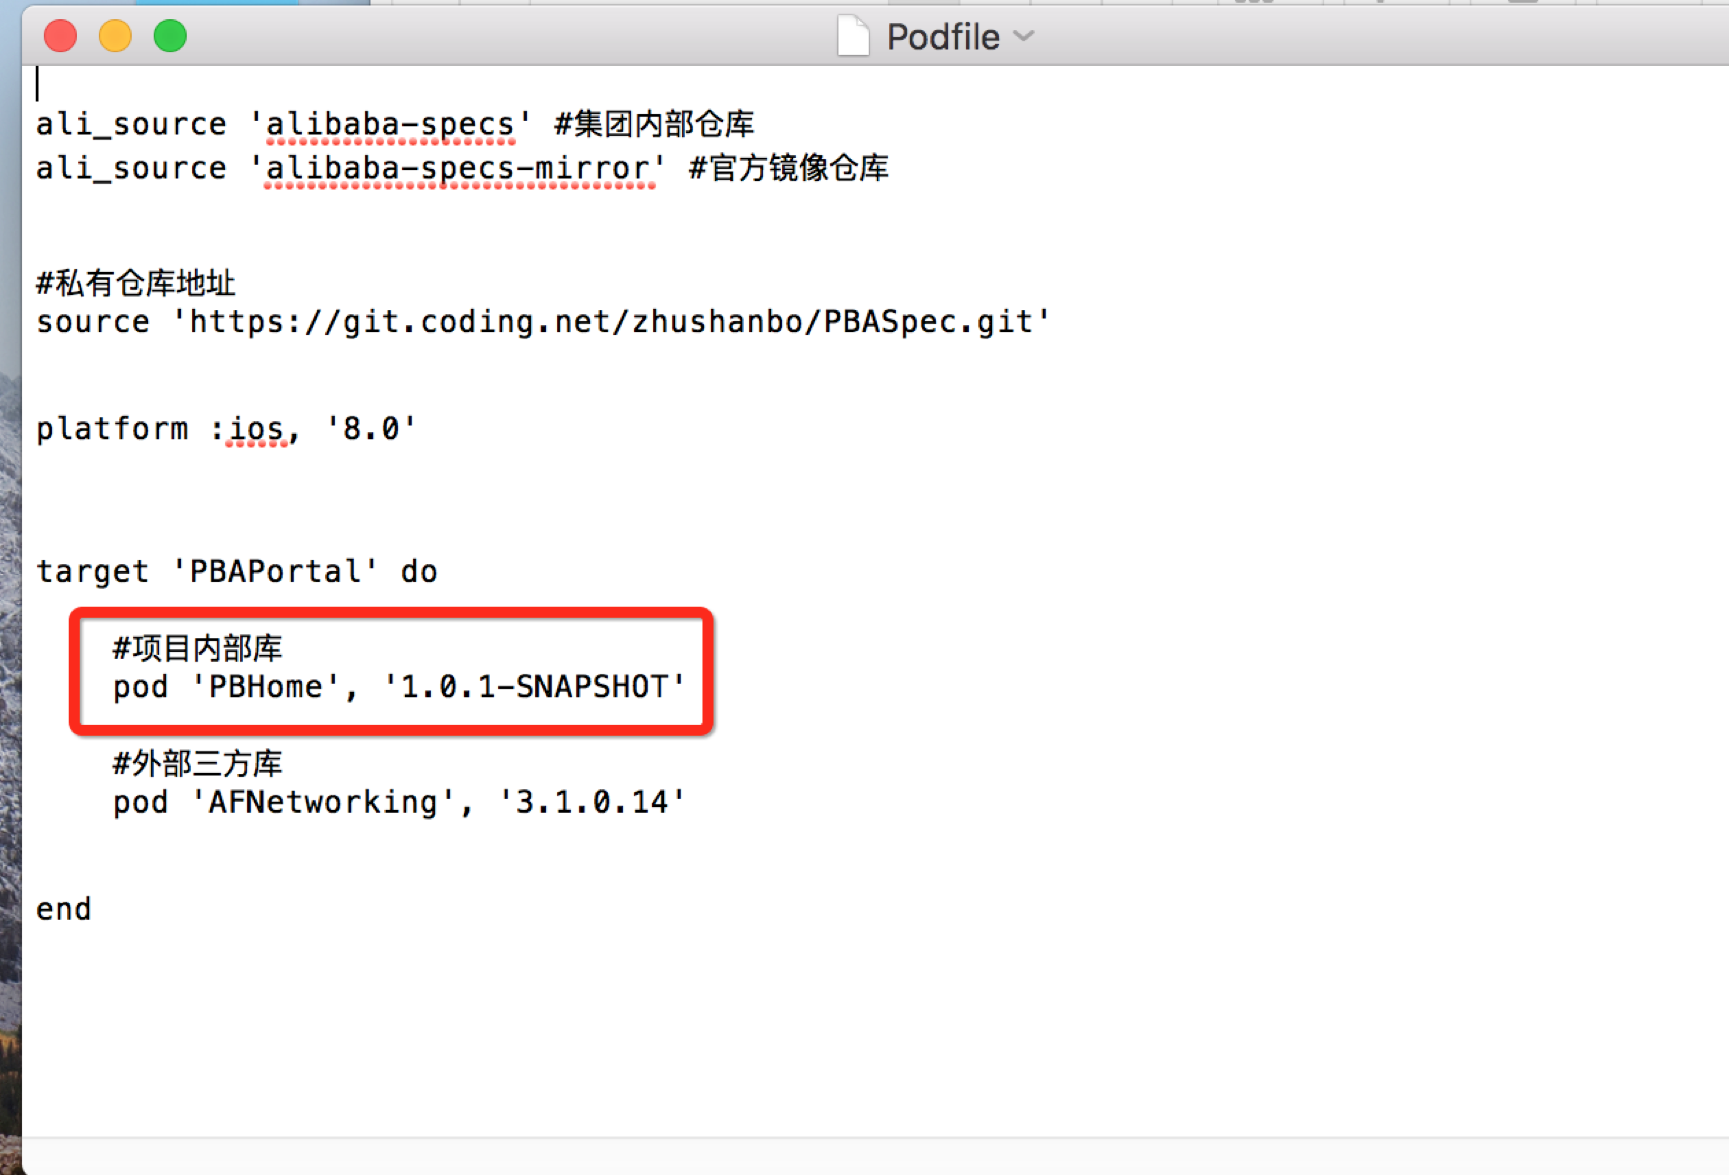 Podfile
ali_source 'alibaba-specs' #集团内部仓库
ali_source 'alibaba-specs-mirror' #官方镜像仓库
#私有仓库地址
source 'https://git.coding.net/zhushanbo/PBASpec.git'
platform :ios, '8.0'
target 'PBAPortal' do
#项目内部库
pod 'PBHome', '1.0.1-SNAPSHOT'
#外部三方库
pod 'AFNetworking', '3.1.0.14'
end